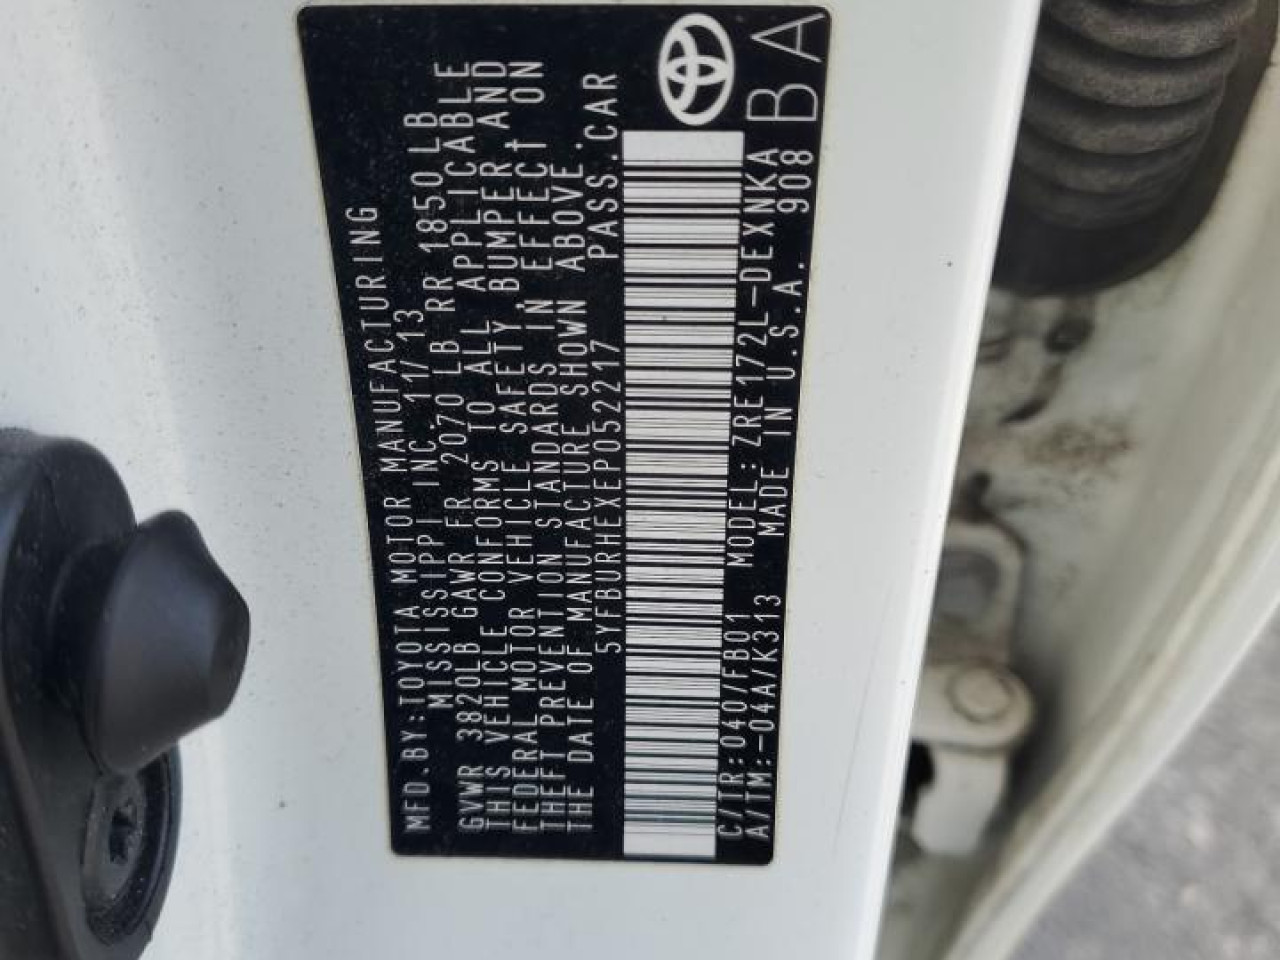 MFD.BY:TOYOTA MOTOR MANUFACTURING
MISSISSIPPI INC. 11/13
GVWR 3820LB GAWR FR 2070 LB RR 1850LB
THIS VEHICLE CONFORMS TO ALL APPLICABLE
FEDERAL MOTOR VEHICLE SAFETY, BUMPER, AND
THEFT PREVENTION STANDARDS IN EFFECT ON
THE DATE OF MANUFACTURE SHOWN ABOVE.
5YFBURHEXEP052217 PASS.CAR
C/TR:040/FB01 MODEL:ZRE172L-DEXNKA
A/TM:-04A/K313 MADE IN U.S.A. 908
BA